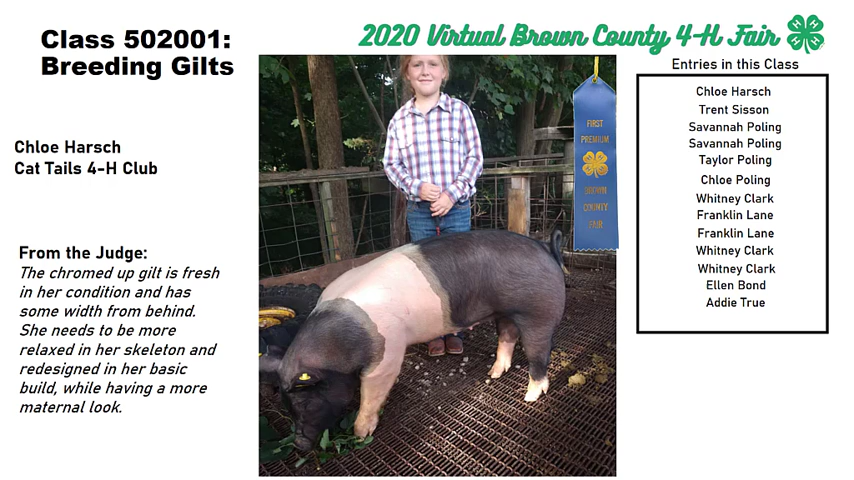 Class 502001:
Breeding Gilts
2020 Virtual Brown County 4-H Fair
H H H H
Entries in this Class
Chloe Harsch
Trent Sisson
Savannah Poling
Savannah Poling
Taylor Poling
Chloe Poling
Whitney Clark
Franklin Lane
Franklin Lane
Whitney Clark
Whitney Clark
Ellen Bond
Addie True
Chloe Harsch
Cat Tails 4-H Club
From the Judge:
The chromed up gilt is fresh
in her condition and has
some width from behind.
She needs to be more
relaxed in her skeleton and
redesigned in her basic
build, while having a more
maternal look.
FIRST
PREMIUM
BROWN
COUNTY
FAIR